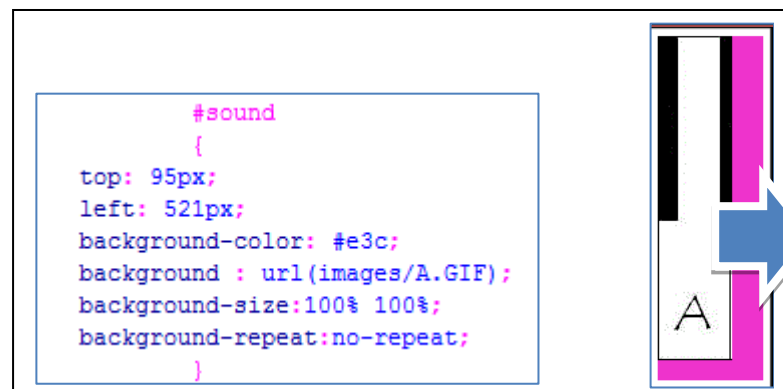 #sound
{
top: 95px;
left: 521px;
background-color: #e3c;
background : url(images/A.GIF);
background-size:100% 100%;
background-repeat:no-repeat;
}
A